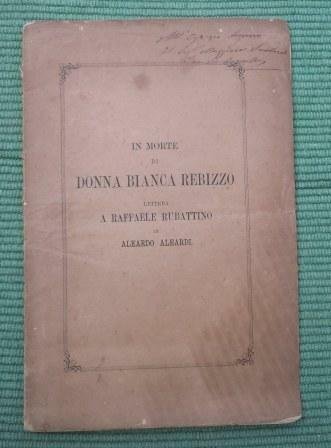 IN MORTE
DI
DONNA BIANCA REBIZZO
LETTERA
A RAFFAELE RUBATTINO
DI
ALEARDO ALEARDI.